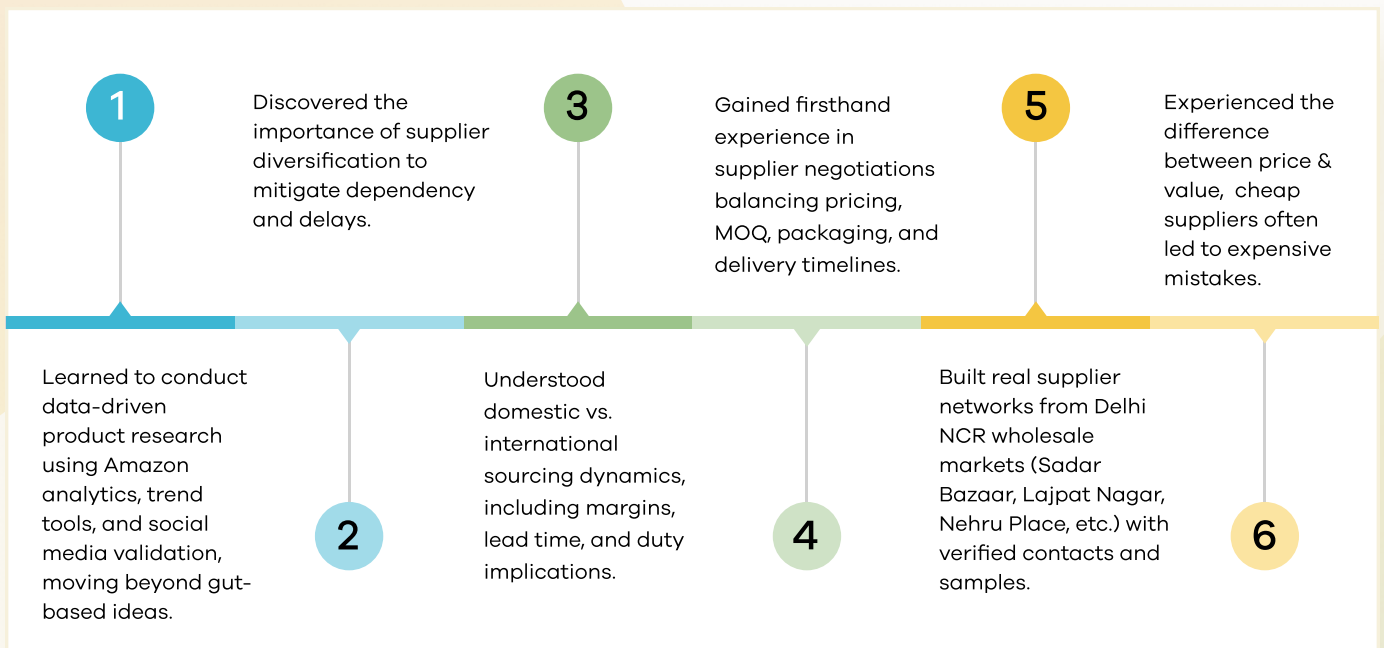 1
Learned to conduct
data-driven
product research
using Amazon
analytics, trend
tools, and social
media validation,
moving beyond gut-
based ideas.
Discovered the
importance of supplier
diversification to
mitigate dependency
and delays.
2
3
Understood
domestic vs.
international
sourcing dynamics,
including margins,
lead time, and duty
implications.
Gained firsthand
experience in
supplier negotiations
balancing pricing,
MOQ, packaging, and
delivery timelines.
4
5
Built real supplier
networks from Delhi
NCR wholesale
markets (Sadar
Bazaar, Lajpat Nagar,
Nehru Place, etc.) with
verified contacts and
samples.
Experienced the
difference
between price &
value,  cheap
suppliers often
led to expensive
mistakes.
6